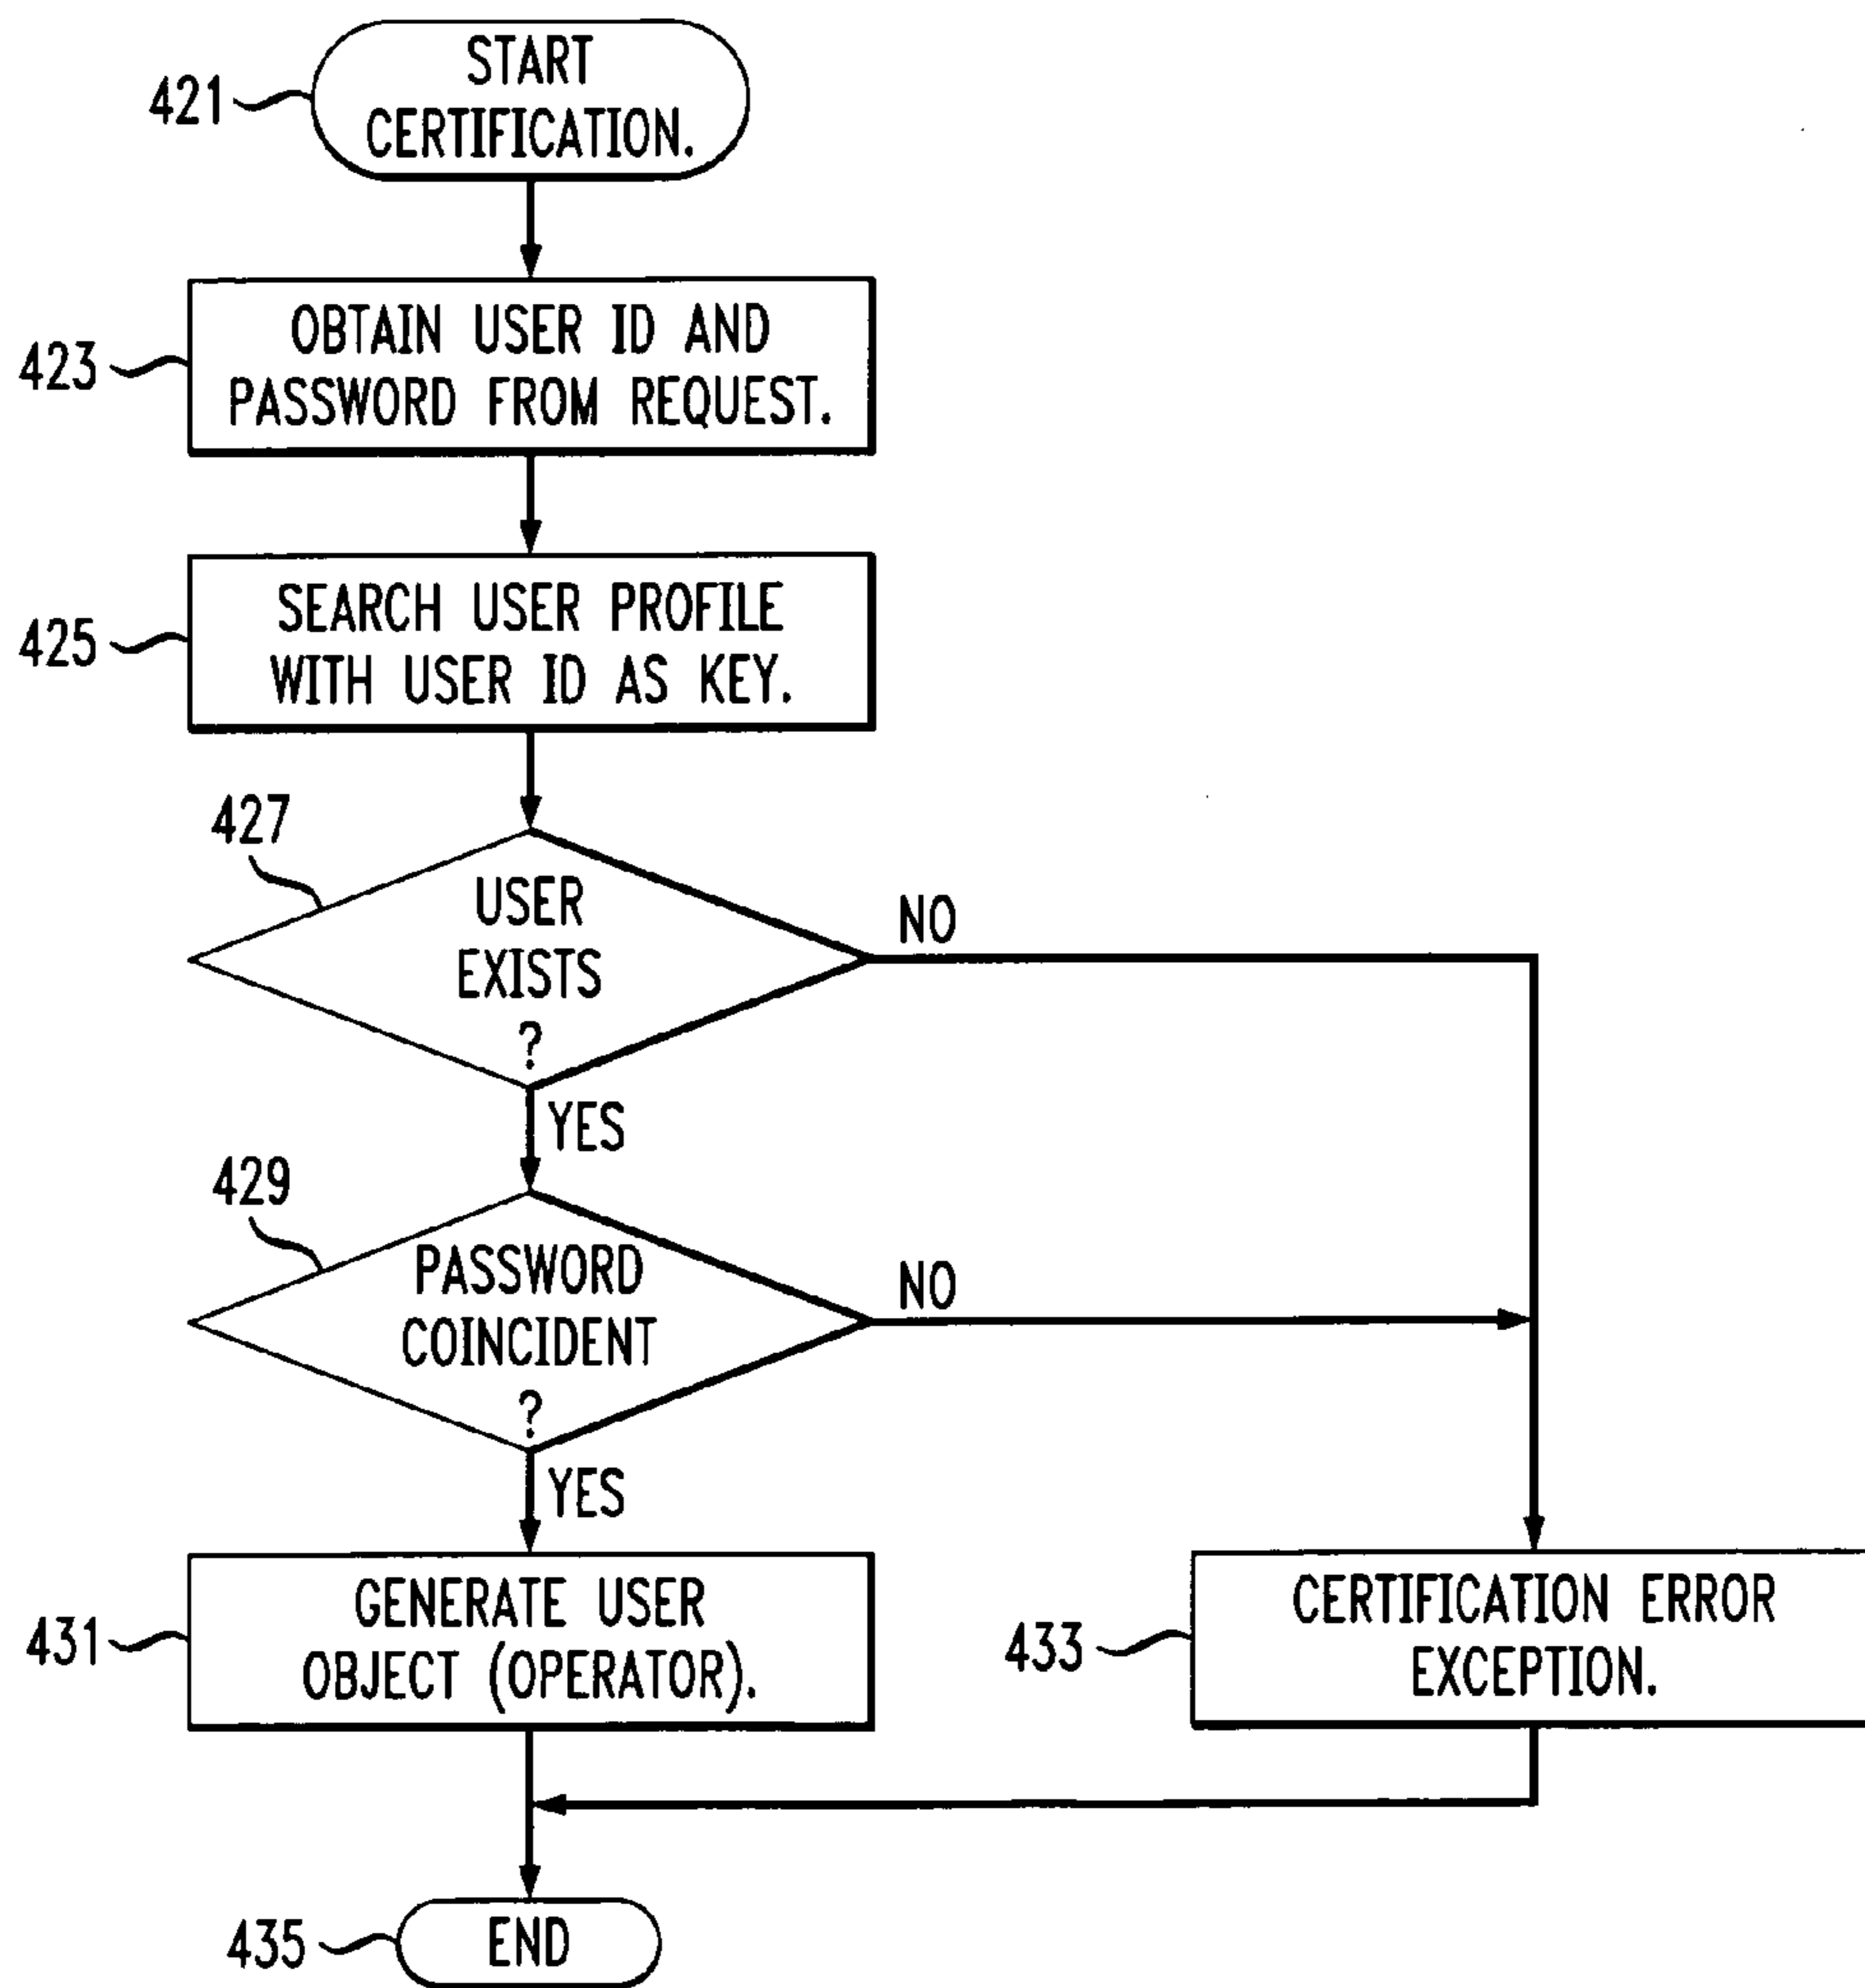 421
START
CERTIFICATION.
423
OBTAIN USER ID AND
PASSWORD FROM REQUEST.
425
SEARCH USER PROFILE
WITH USER ID AS KEY.
427
USER
EXISTS
?
NO
YES
429
PASSWORD
COINCIDENT
?
NO
YES
431
GENERATE USER
OBJECT (OPERATOR).
433
CERTIFICATION ERROR
EXCEPTION.
435
END